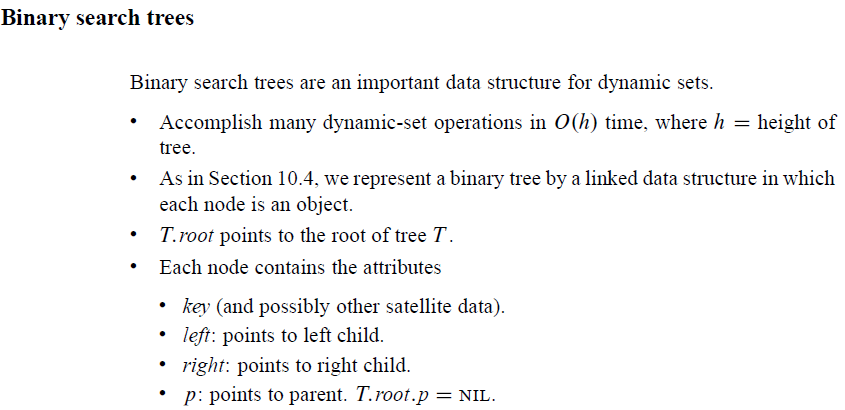 Binary search trees
Binary search trees are an important data structure for dynamic sets.
• Accomplish many dynamic-set operations in O(h) time, where h = height of
tree.
• As in Section 10.4, we represent a binary tree by a linked data structure in which
each node is an object.
• T.root points to the root of tree T.
• Each node contains the attributes
• key (and possibly other satellite data).
• left: points to left child.
• right: points to right child.
• p: points to parent. T.root.p = NIL.